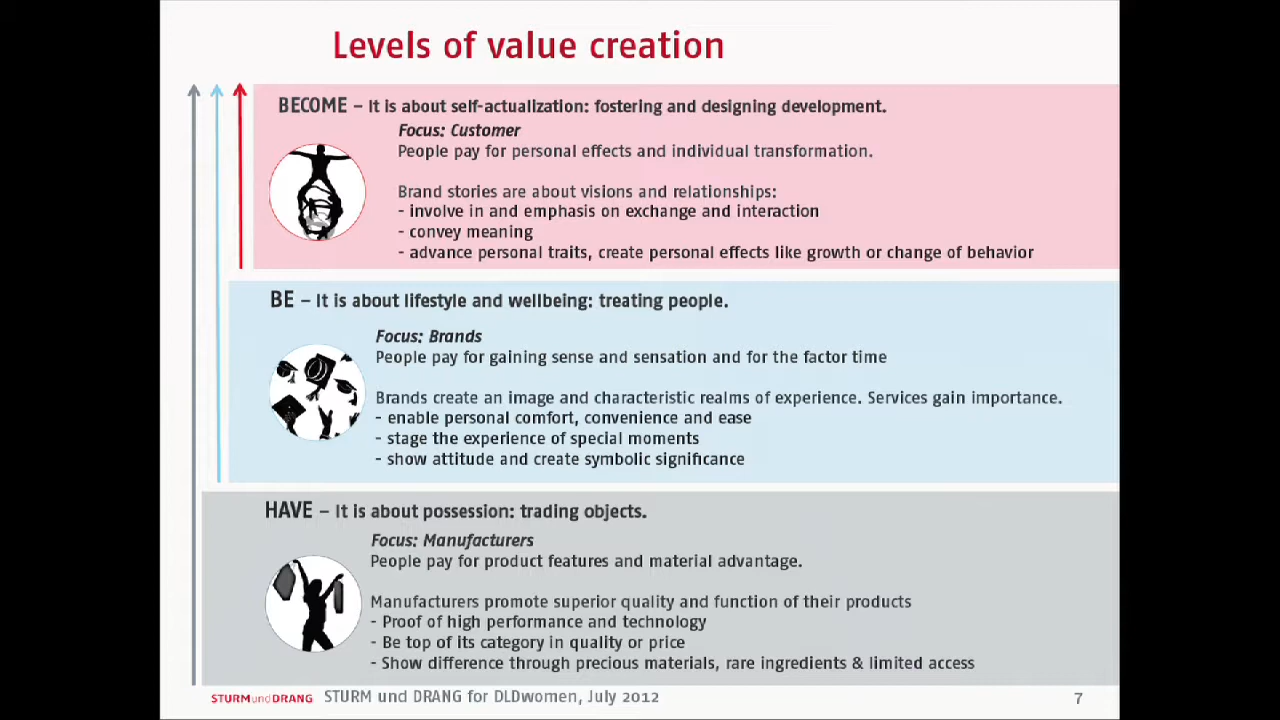 Levels of value creation
BECOME – It is about self-actualization: fostering and designing development.
Focus: Customer
People pay for personal effects and individual transformation.
Brand stories are about visions and relationships:
- involve in and emphasis on exchange and interaction
- convey meaning
- advance personal traits, create personal effects like growth or change of behavior
BE – It is about lifestyle and wellbeing: treating people.
Focus: Brands
People pay for gaining sense and sensation and for the factor time
Brands create an image and characteristic realms of experience. Services gain importance.
- enable personal comfort, convenience and ease
- stage the experience of special moments
- show attitude and create symbolic significance
HAVE – It is about possession: trading objects.
Focus: Manufacturers
People pay for product features and material advantage.
Manufacturers promote superior quality and function of their products
- Proof of high performance and technology
- Be top of its category in quality or price
- Show difference through precious materials, rare ingredients & limited access
STURMundDRANG STURM und DRANG for DLDwomen, July 2012 7